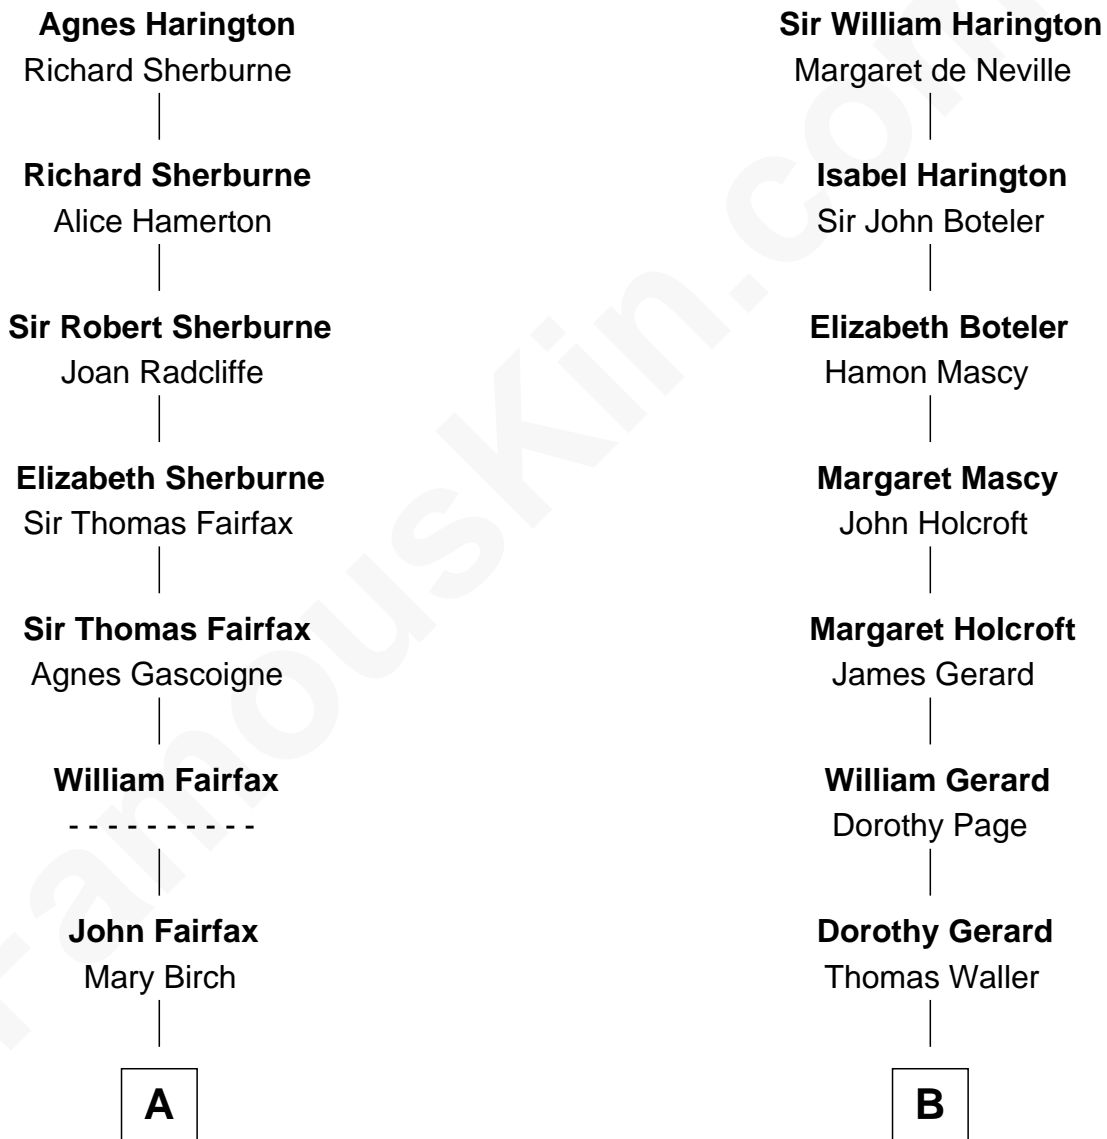 Agnes Harington
Richard Sherburne
Richard Sherburne
Alice Hamerton
Sir Robert Sherburne
Joan Radcliffe
Elizabeth Sherburne
Sir Thomas Fairfax
Sir Thomas Fairfax
Agnes Gascoigne
William Fairfax
- - - - - - - - - -
John Fairfax
Mary Birch
A
Sir William Harington
Margaret de Neville
Isabel Harington
Sir John Boteler
Elizabeth Boteler
Hamon Mascy
Margaret Mascy
John Holcroft
Margaret Holcroft
James Gerard
William Gerard
Dorothy Page
Dorothy Gerard
Thomas Waller
B
FamousKin.com